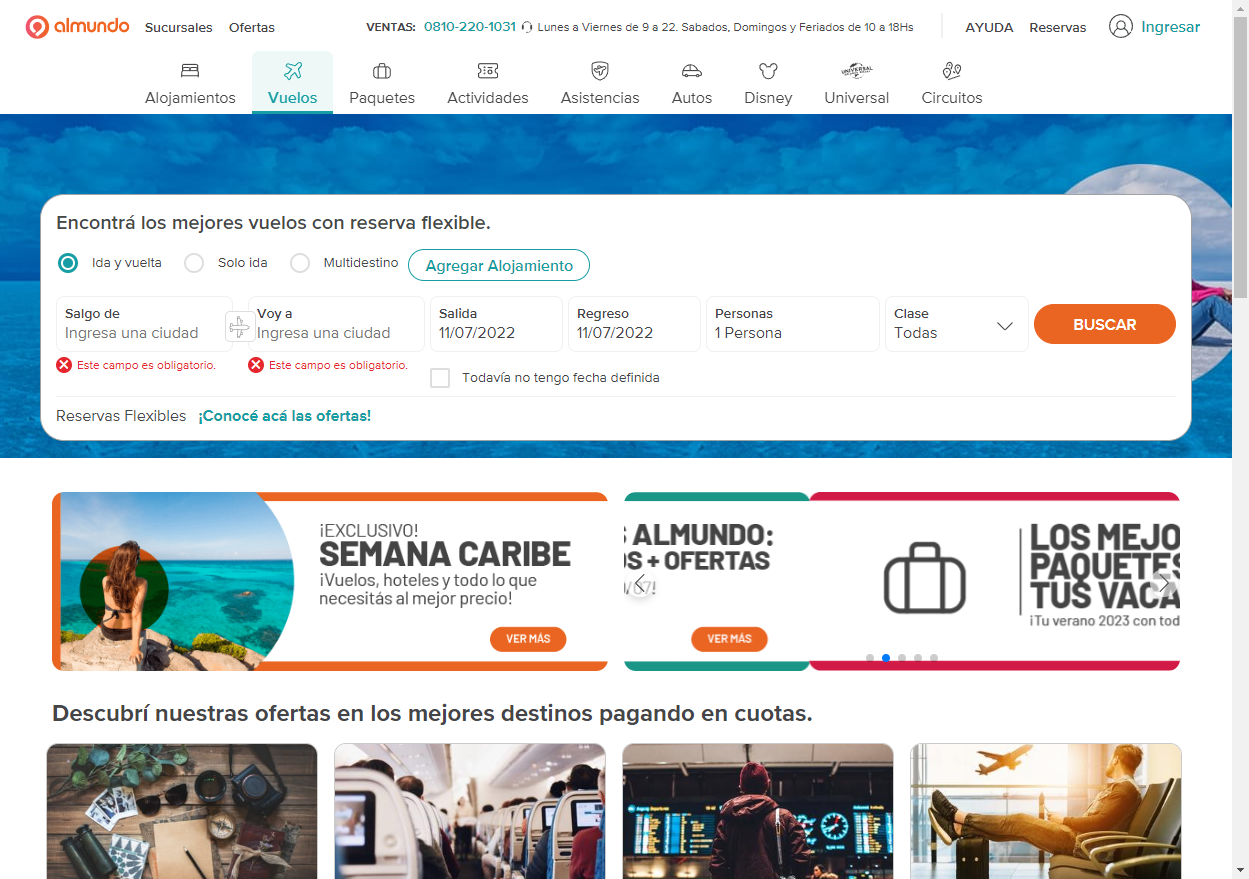 almundo
Sucursales
Ofertas
VENTAS: 0810-220-1031 Lunes a Viernes de 9 a 22. Sabados, Domingos y Feriados de 10 a 18Hs
AYUDA
Reservas
Ingresar
Alojamientos
Vuelos
Paquetes
Actividades
Asistencias
Autos
Disney
UNIVERSAL
Universal
Circuitos
Encontrá los mejores vuelos con reserva flexible.
Ida y vuelta
Solo ida
Multidestino
Agregar Alojamiento
Salgo de
Ingresa una ciudad
Voy a
Ingresa una ciudad
Salida
11/07/2022
Regreso
11/07/2022
Personas
1 Persona
Clase
Todas
BUSCAR
Este campo es obligatorio.
Este campo es obligatorio.
Todavía no tengo fecha definida
Reservas Flexibles ¡Conocé acá las ofertas!
¡EXCLUSIVO!
SEMANA CARIBE
¡Vuelos, hoteles y todo lo que
necesitás al mejor precio!
VER MÁS
S ALMUNDO:
OS + OFERTAS
VER MÁS
LOS MEJO
PAQUETES
TUS VACA
¡Tu verano 2023 con tod
Descubrí nuestras ofertas en los mejores destinos pagando en cuotas.